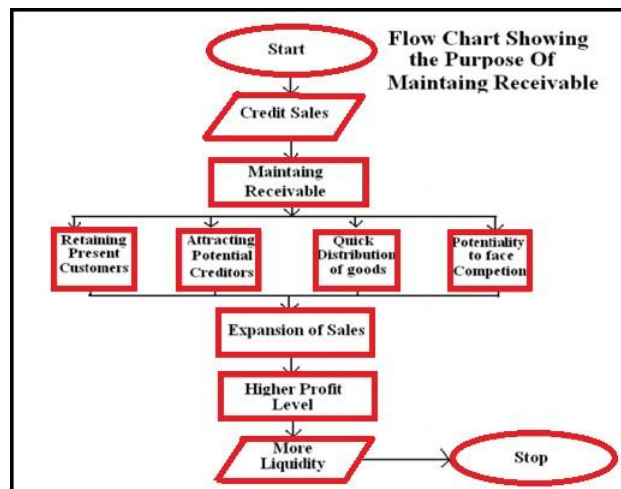 Start
Flow Chart Showing
the Purpose Of
Maintaing Receivable
Credit Sales
Maintaing
Receivable
Retaining
Present
Customers
Attracting
Potential
Creditors
Quick
Distribution
of goods
Potentiality
to face
Competion
Expansion of Sales
Higher Profit
Level
More
Liquidity
Stop